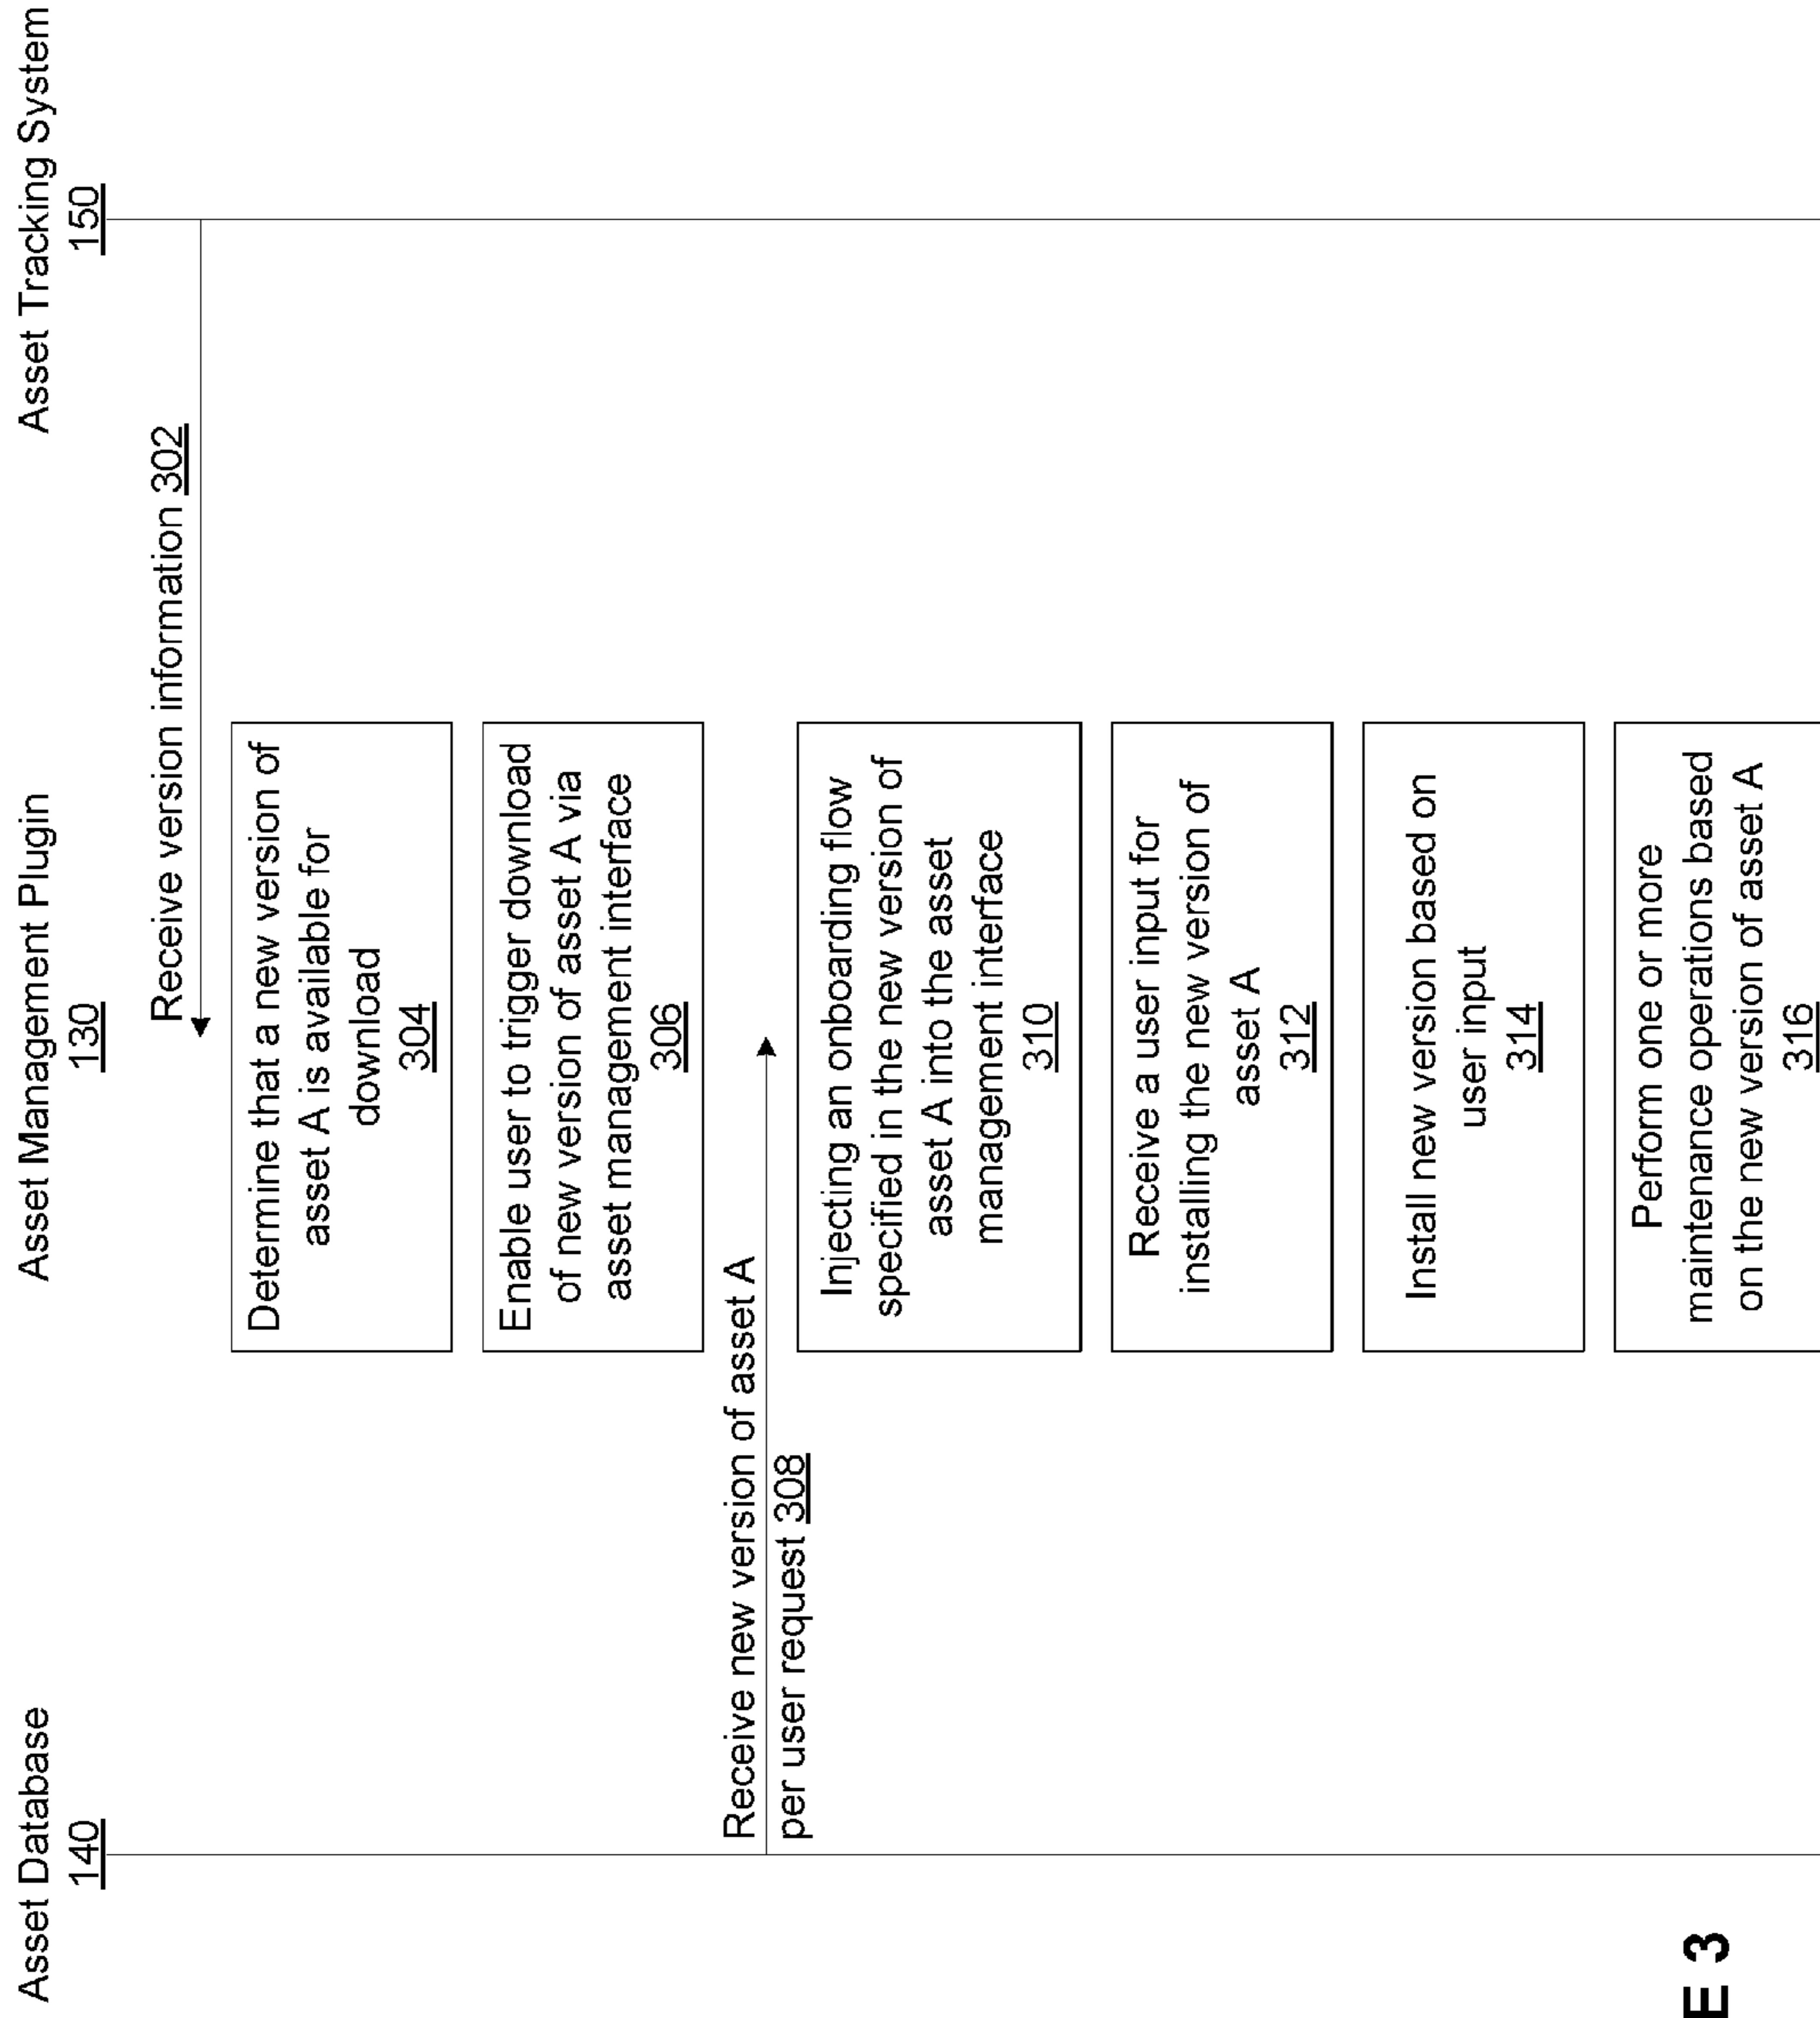 Asset Database
140
Asset Management Plugin
130
Asset Tracking System
150
Receive version information 302
Determine that a new version of
asset A is available for
download
304
Enable user to trigger download
of new version of asset A via
asset management interface
306
Receive new version of asset A
per user request 308
Injecting an onboarding flow
specified in the new version of
asset A into the asset
management interface
310
Receive a user input for
installing the new version of
asset A
312
Install new version based on
user input
314
Perform one or more
maintenance operations based
on the new version of asset A
316
E 3